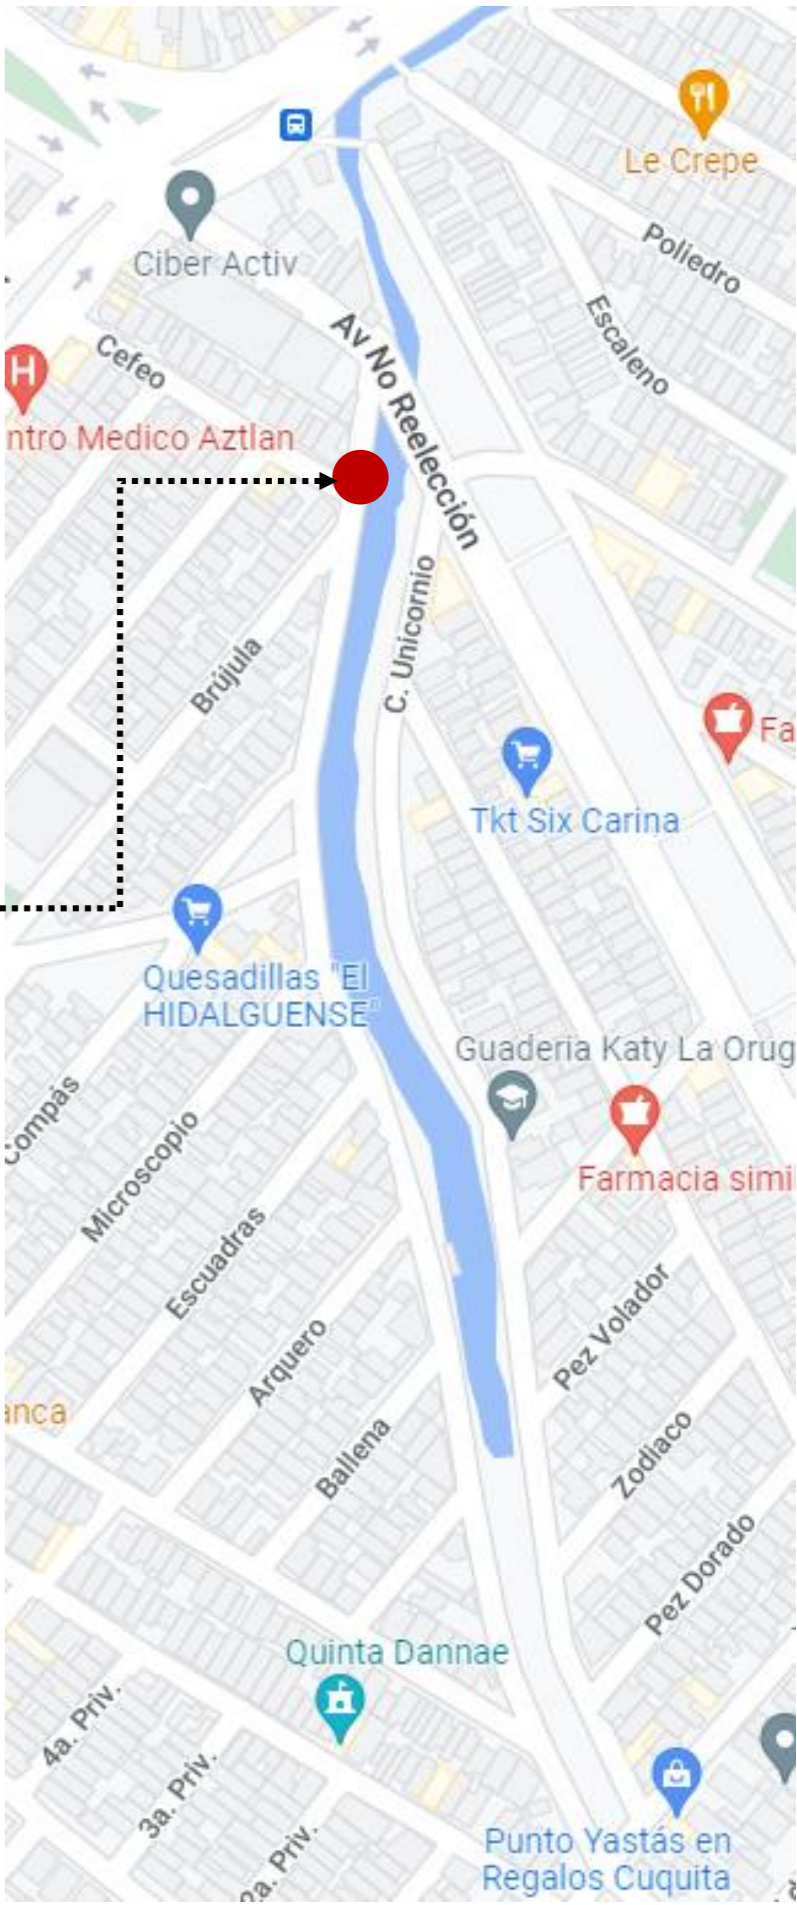 Le Crepe
Poliedro
Ciber Activ
Escaleno
Av No Reelección
Cefeo
H
ntro Medico Aztlan
C. Unicornio
Brújula
Fa
Tkt Six Carina
Quesadillas "El
HIDALGUENSE"
Guaderia Katy La Orug
Compás
Microscopio
Farmacia simi
Escuadras
Pez Volador
Arquero
anca
Ballena
Zodiaco
Pez Dorado
Quinta Dannae
4a. Priv.
3a. Priv.
2a. Priv.
Punto Yastás en
Regalos Cuquita